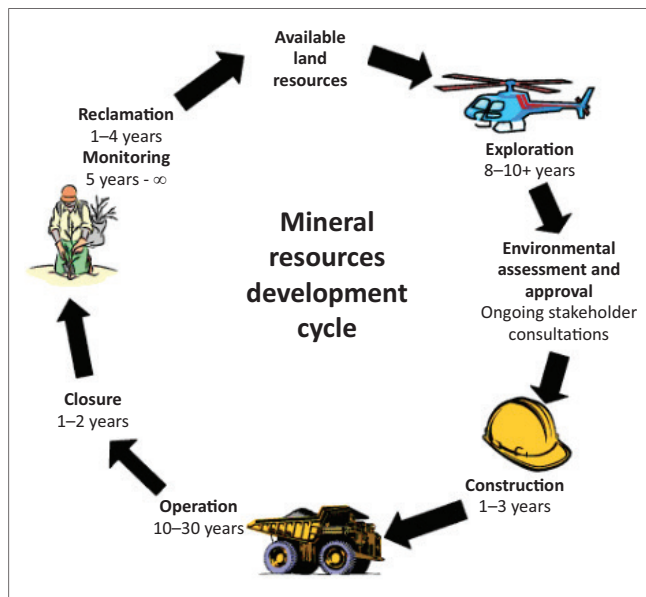 Available
land
resources
Exploration
8–10+ years
Environmental
assessment and
approval
Ongoing stakeholder
consultations
Construction
1–3 years
Operation
10–30 years
Closure
1–2 years
Reclamation
1–4 years
Monitoring
5 years - ∞
Mineral
resources
development
cycle